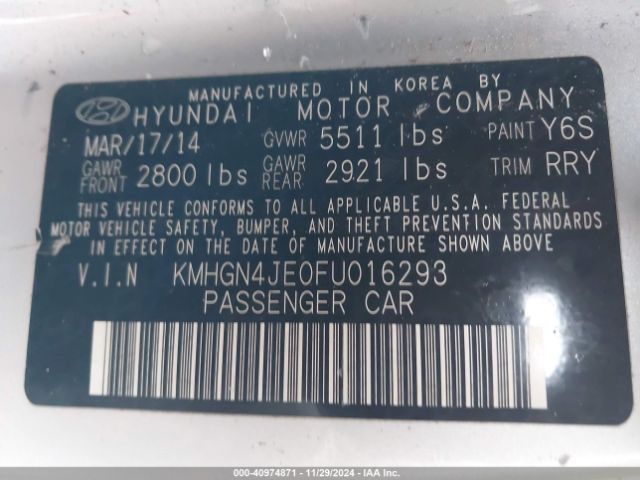 MANUFACTURED IN KOREA BY
HYUNDAI MOTOR COMPANY
MAR/17/14 GVWR 5511 lbs PAINT Y6S
GAWR FRONT 2800 lbs GAWR REAR 2921 lbs TRIM RRY
THIS VEHICLE CONFORMS TO ALL APPLICABLE U.S.A. FEDERAL
MOTOR VEHICLE SAFETY, BUMPER, AND THEFT PREVENTION STANDARDS
IN EFFECT ON THE DATE OF MANUFACTURE SHOWN ABOVE
V.I.N KMHGN4JE0FU016293
PASSENGER CAR
000-40974871 - 11/29/2024 - IAA Inc.